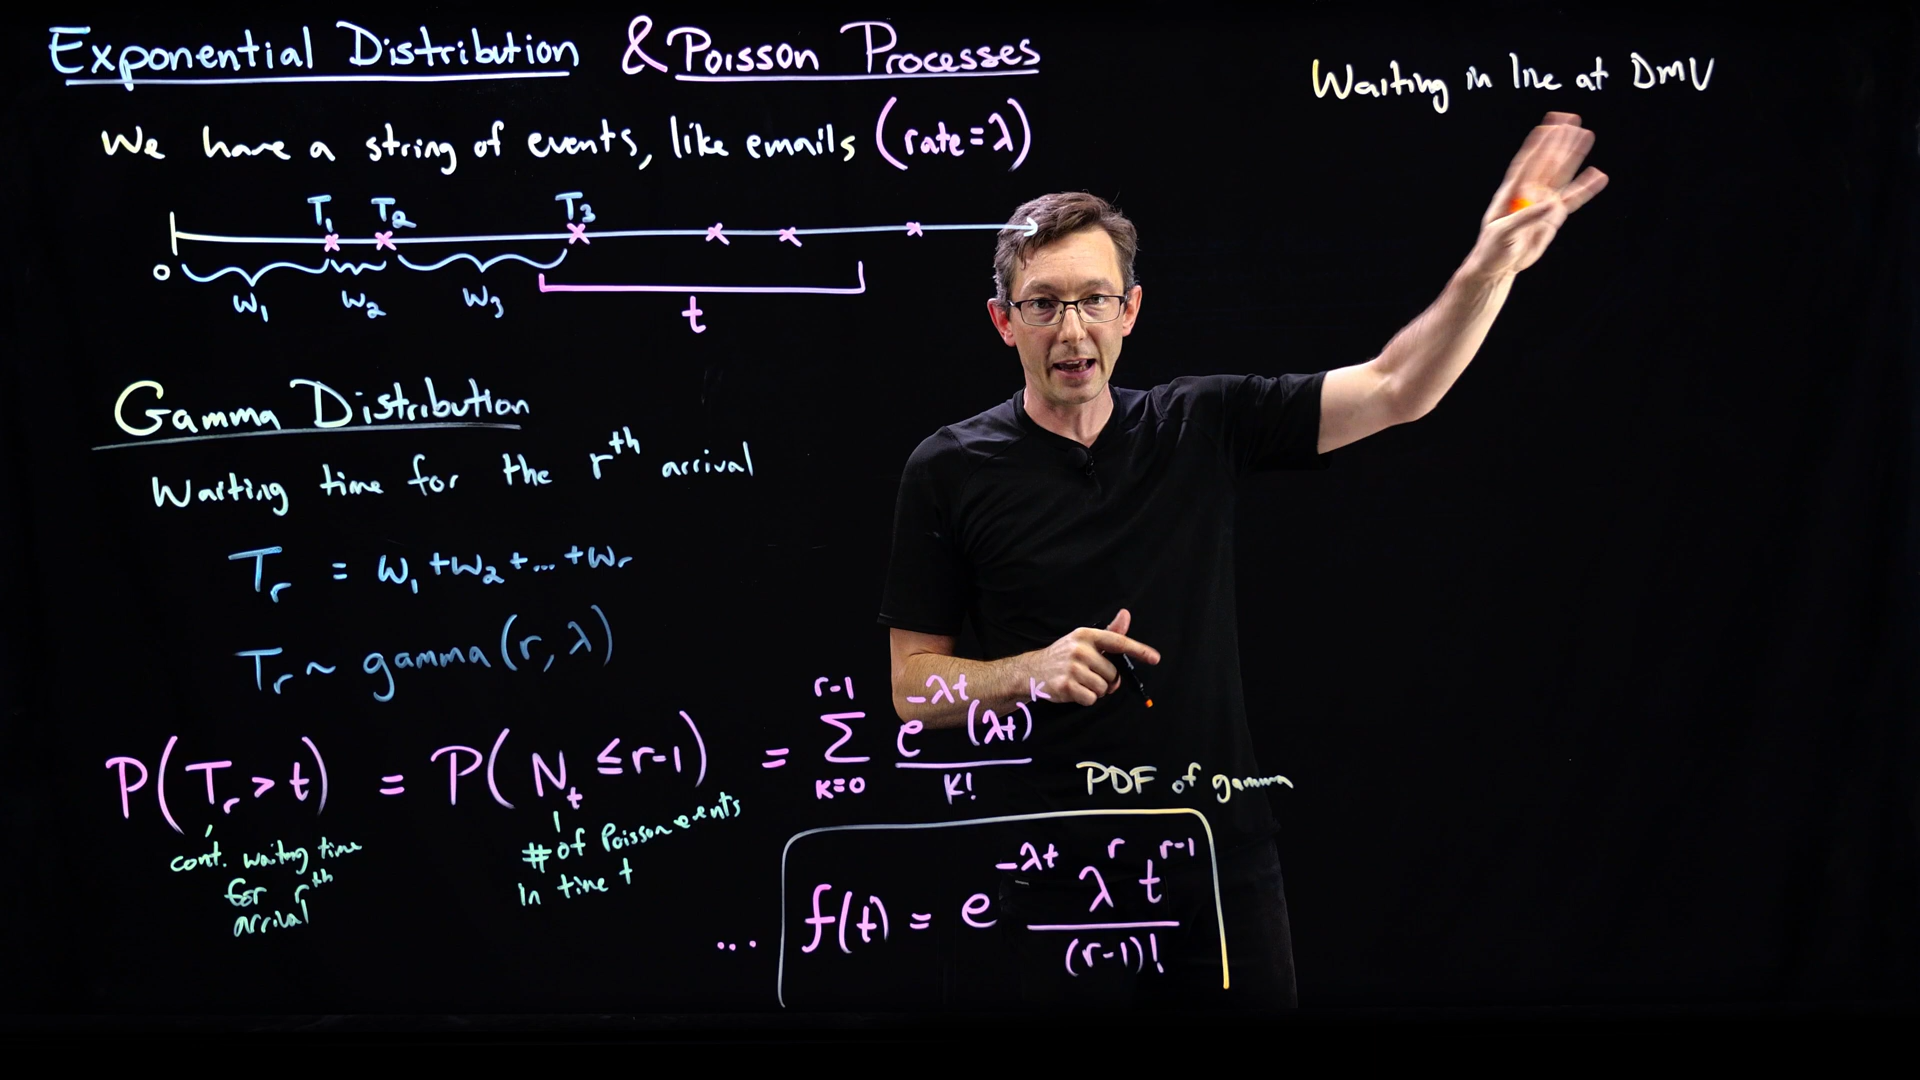 Exponential Distribution & Poisson Processes
We have a string of events, like emails (rate=λ)
T₁ T₂ T₃
0
W₁ W₂ W₃
t
Gamma Distribution
Waiting time for the rᵗʰ arrival
Tᵣ = W₁ + W₂ + ... + Wᵣ
Tᵣ ~ gamma(r, λ)
P(Tᵣ > t) = P(Nₜ ≤ r-1) = Σ_{k=0}^{r-1} e^{-λt} (λt)^k / k!
cont. waiting time
for rᵗʰ
arrival
# of Poisson events
in time t
PDF of gamma
... f(t) = e^{-λt} λ^r t^{r-1} / (r-1)!
Waiting in line at DMV